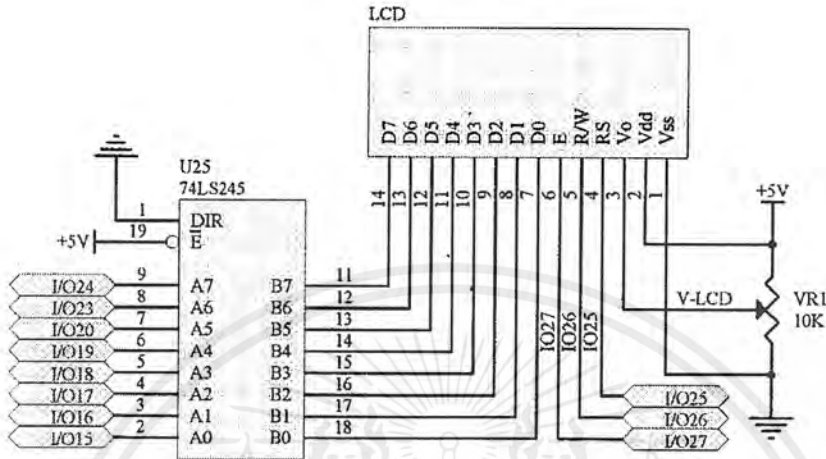 LCD
D7 D6 D5 D4 D3 D2 D1 D0 E R/W RS Vo Vdd Vss
14 13 12 11 10 9 8 7 6 5 4 3 2 1
U25
74LS245
1 DIR
+5V 19 E
I/O24 9 A7 B7 11
I/O23 8 A6 B6 12
I/O20 7 A5 B5 13
I/O19 6 A4 B4 14
I/O18 5 A3 B3 15
I/O17 4 A2 B2 16
I/O16 3 A1 B1 17
I/O15 2 A0 B0 18
IO27 IO26 IO25
+5V
V-LCD
VR1
10K
I/O25
I/O26
I/O27